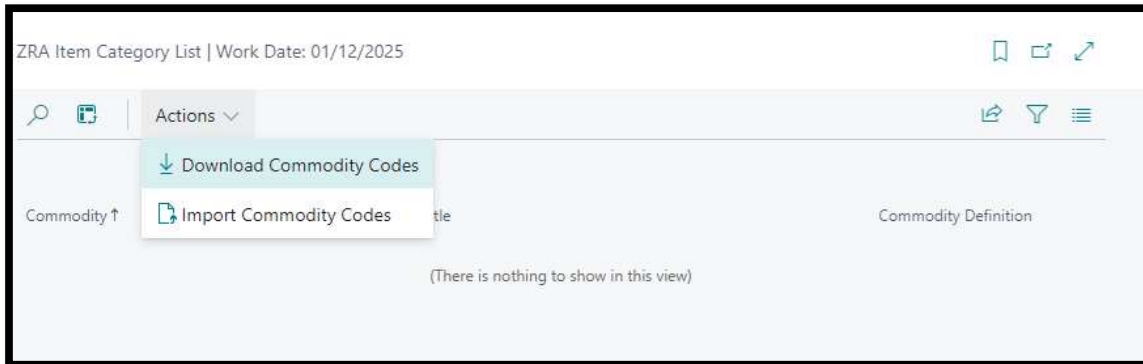 ZRA Item Category List | Work Date: 01/12/2025
Actions
Download Commodity Codes
Import Commodity Codes
Commodity ↑ tle Commodity Definition
(There is nothing to show in this view)